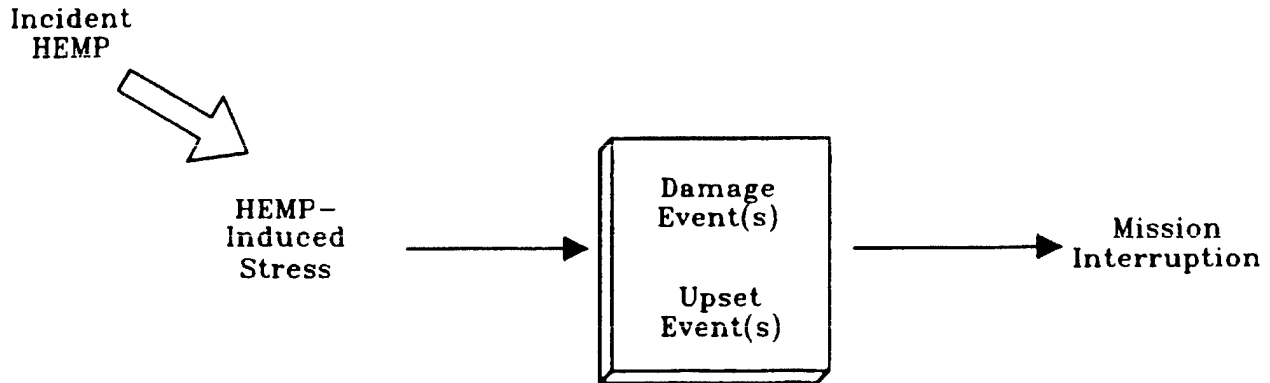 Incident
HEMP
HEMP-
Induced
Stress
Damage
Event(s)
Upset
Event(s)
Mission
Interruption